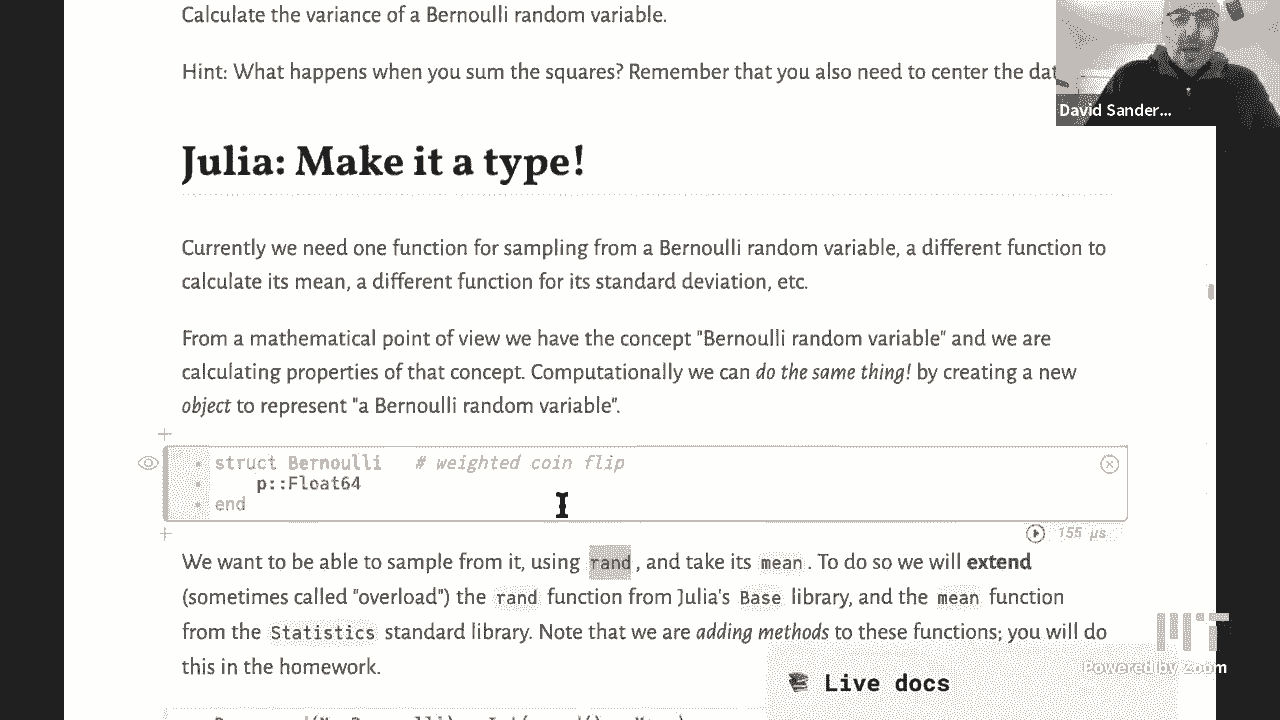 Calculate the variance of a Bernoulli random variable.
Hint: What happens when you sum the squares? Remember that you also need to center the dat
David Sander...
Julia: Make it a type!
Currently we need one function for sampling from a Bernoulli random variable, a different function to
calculate its mean, a different function for its standard deviation, etc.
From a mathematical point of view we have the concept "Bernoulli random variable" and we are
calculating properties of that concept. Computationally we can do the same thing! by creating a new
object to represent "a Bernoulli random variable".
struct Bernoulli # weighted coin flip
p::Float64
end
155 μs
We want to be able to sample from it, using rand, and take its mean. To do so we will extend
(sometimes called "overload") the rand function from Julia's Base library, and the mean function
from the Statistics standard library. Note that we are adding methods to these functions; you will do
this in the homework.
MIT
Powered by Zoom
Live docs